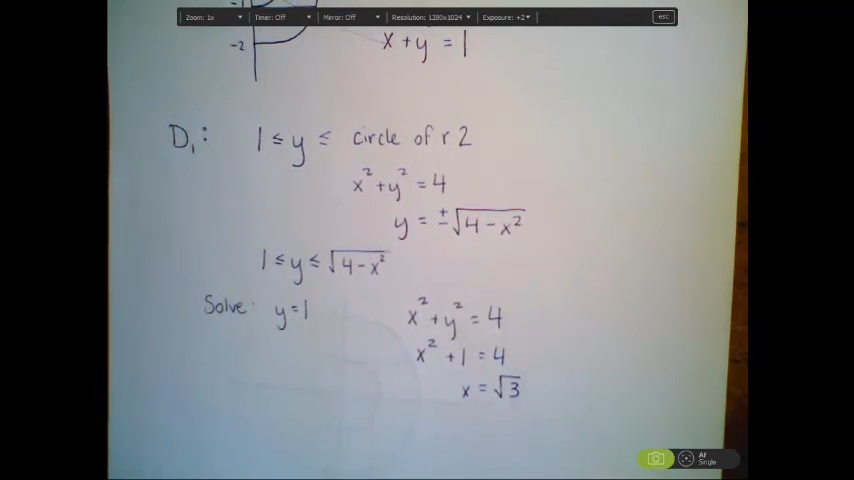 Zoom: 1x Timer: Off Mirror: Off Resolution: 1280x1024 Exposure: +2 esc
-1
-2
x + y = 1
D₁: 1 ≤ y ≤ circle of r 2
x² + y² = 4
y = ±√(4 - x²)
1 ≤ y ≤ √(4 - x²)
Solve: y = 1
x² + y² = 4
x² + 1 = 4
x = √3
AF
Single